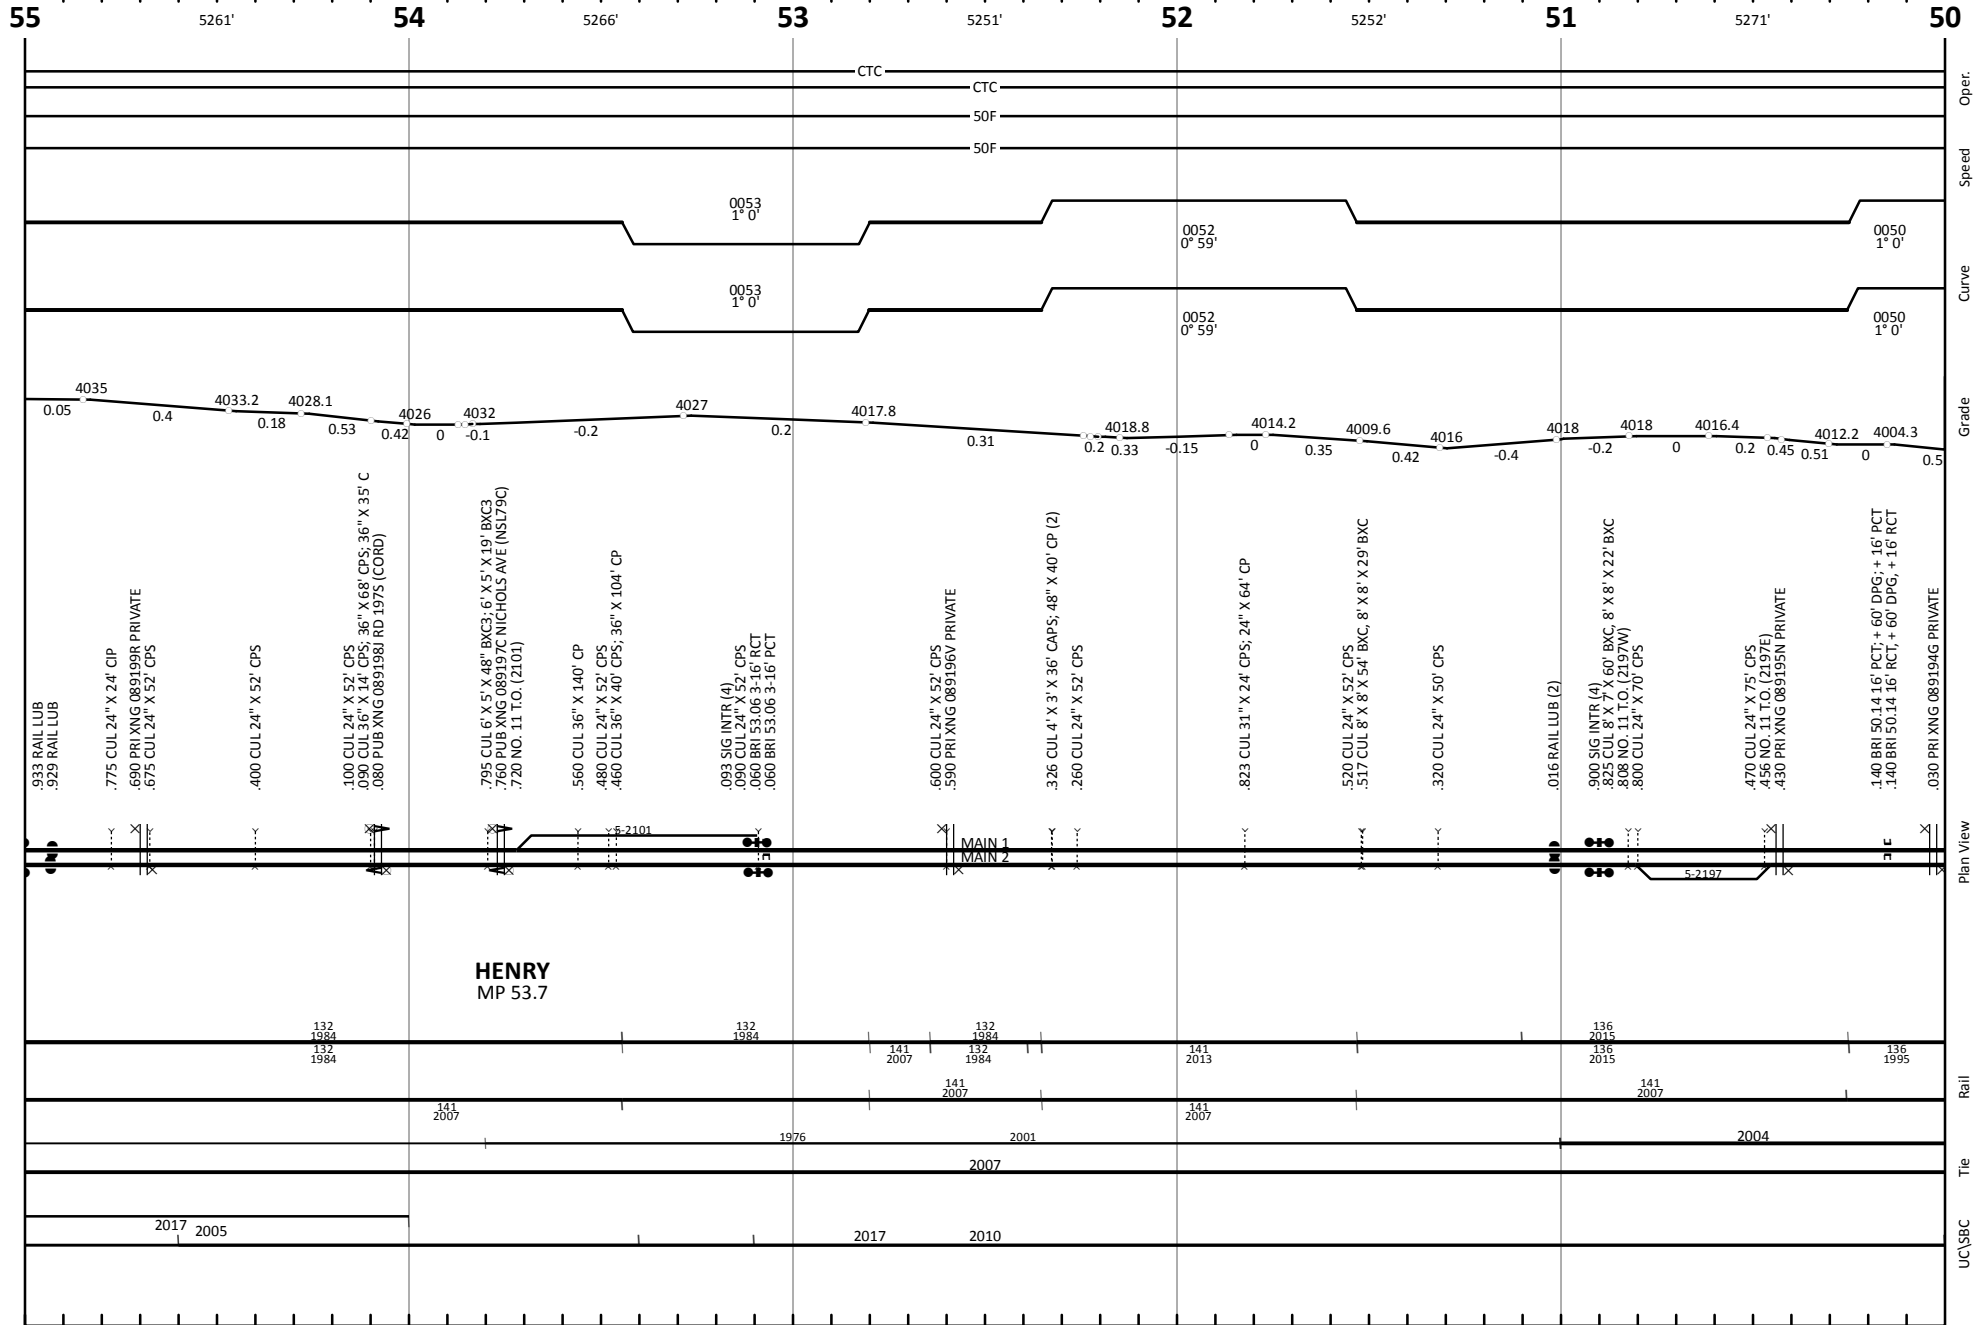 55 5261' 54 5266' 53 5251' 52 5252' 51 5271' 50
CTC
CTC
Oper.
50F
50F
Speed
0053
1° 0'
0052
0° 59'
0050
1° 0'
Curve
0053
1° 0'
0052
0° 59'
0050
1° 0'
4035 4033.2 4028.1 4026 4032 4027 4017.8 4018.8 4014.2 4009.6 4016 4018 4018 4016.4 4012.2 4004.3
0.05 0.4 0.18 0.53 0.42 0 -0.1 -0.2 0.2 0.31 0.2 0.33 -0.15 0 0.35 0.42 -0.4 -0.2 0 0.2 0.45 0.51 0 0.5
Grade
.933 RAIL LUB
.929 RAIL LUB
.775 CUL 24" X 24' CIP
.690 PRI XNG 089199R PRIVATE
.675 CUL 24" X 52' CPS
.400 CUL 24" X 52' CPS
.100 CUL 24" X 52' CPS
.090 CUL 36" X 14' CPS; 36" X 68' CPS; 36" X 35' C
.080 PUB XNG 089198J RD 197S (CORD)
.795 CUL 6' X 5' X 48" BXC3; 6' X 5' X 19' BXC3
.760 PUB XNG 089197C NICHOLS AVE (NSL79C)
.720 NO. 11 T.O. (2101)
.560 CUL 36" X 140' CP
.480 CUL 24" X 52' CPS
.460 CUL 36" X 40' CPS; 36" X 104' CP
.093 SIG INTR (4)
.090 CUL 24" X 52' CPS
.060 BRI 53.06 3-16' RCT
.060 BRI 53.06 3-16' PCT
.600 CUL 24" X 52' CPS
.590 PRI XNG 089196V PRIVATE
.326 CUL 4' X 3' X 36' CAPS; 48" X 40' CP (2)
.260 CUL 24" X 52' CPS
.823 CUL 31" X 24' CPS; 24" X 64' CP
.520 CUL 24" X 52' CPS
.517 CUL 8' X 8' X 54' BXC, 8' X 8' X 29' BXC
.320 CUL 24" X 50' CPS
.016 RAIL LUB (2)
.900 SIG INTR (4)
.825 CUL 8' X 7' X 60' BXC, 8' X 8' X 22' BXC
.808 NO. 11 T.O. (2197W)
.800 CUL 24" X 70' CPS
.470 CUL 24" X 75' CPS
.456 NO. 11 T.O. (2197E)
.430 PRI XNG 089195N PRIVATE
.140 BRI 50.14 16' PCT; + 60' DPG; + 16' PCT
.140 BRI 50.14 16' RCT, + 60' DPG, + 16' RCT
.030 PRI XNG 089194G PRIVATE
5-2101
MAIN 1
MAIN 2
5-2197
Plan View
HENRY
MP 53.7
132 132 132 136
1984 1984 1984 2015
132 141 132 141 136 136
1984 2007 1984 2013 2015 1995
141 141
2007 2007
141 141
2007 2007
Rail
1976 2001 2004
2007
Tie
2017
2005 2017 2010
UC\SBC